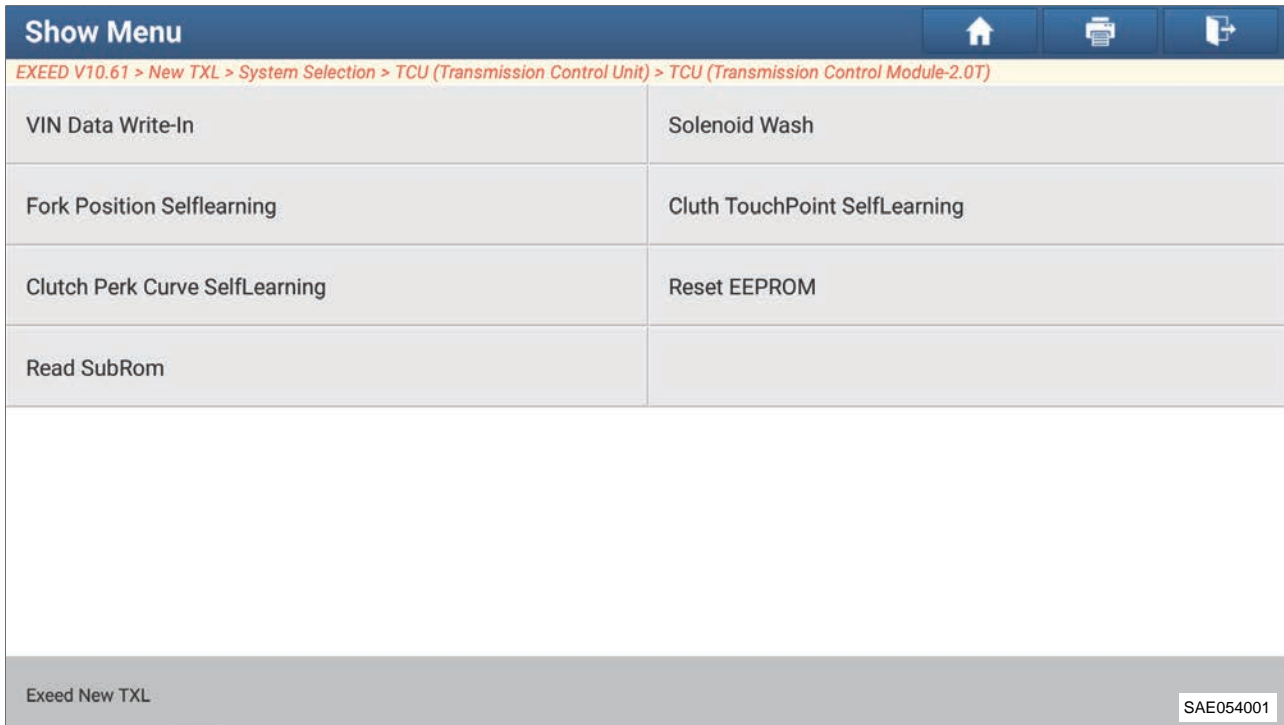 Show Menu
EXEED V10.61 > New TXL > System Selection > TCU (Transmission Control Unit) > TCU (Transmission Control Module-2.0T)
VIN Data Write-In
Solenoid Wash
Fork Position Selflearning
Cluth TouchPoint SelfLearning
Clutch Perk Curve SelfLearning
Reset EEPROM
Read SubRom
Exeed New TXL
SAE054001